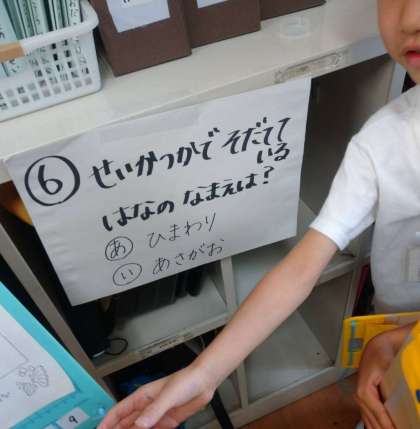 ⑥ せいかつかで そだてて
いる
はなの なまえは?
あ ひまわり
い あさがお
9